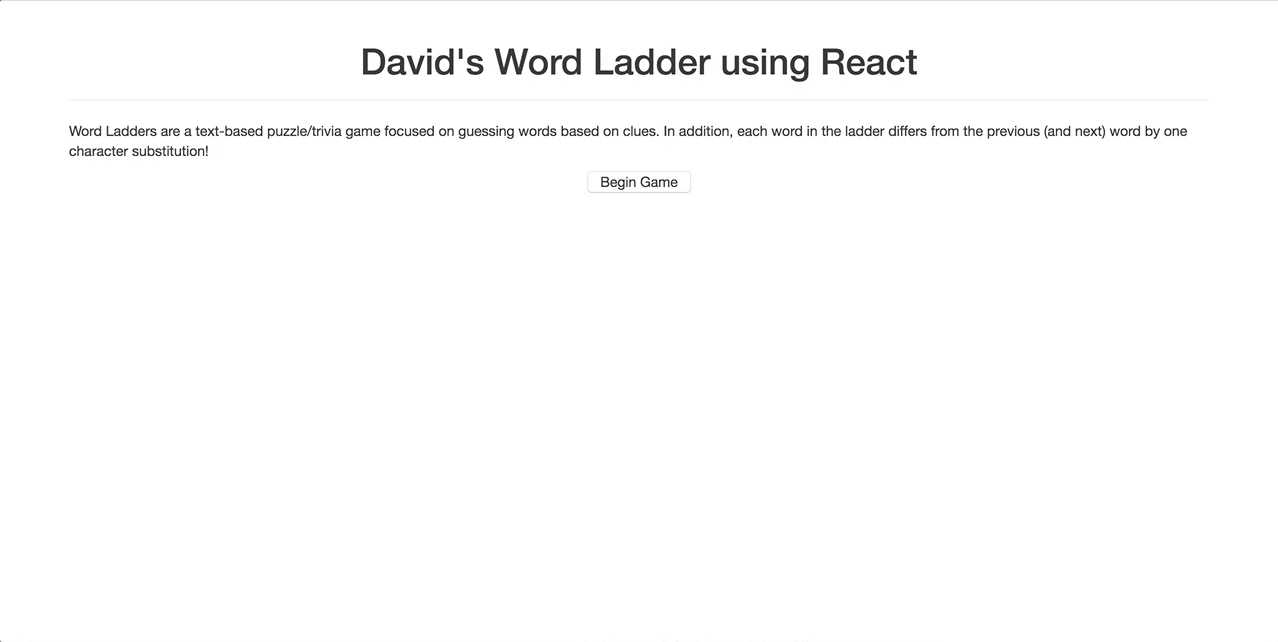 David's Word Ladder using React
Word Ladders are a text-based puzzle/trivia game focused on guessing words based on clues. In addition, each word in the ladder differs from the previous (and next) word by one
character substitution!
Begin Game